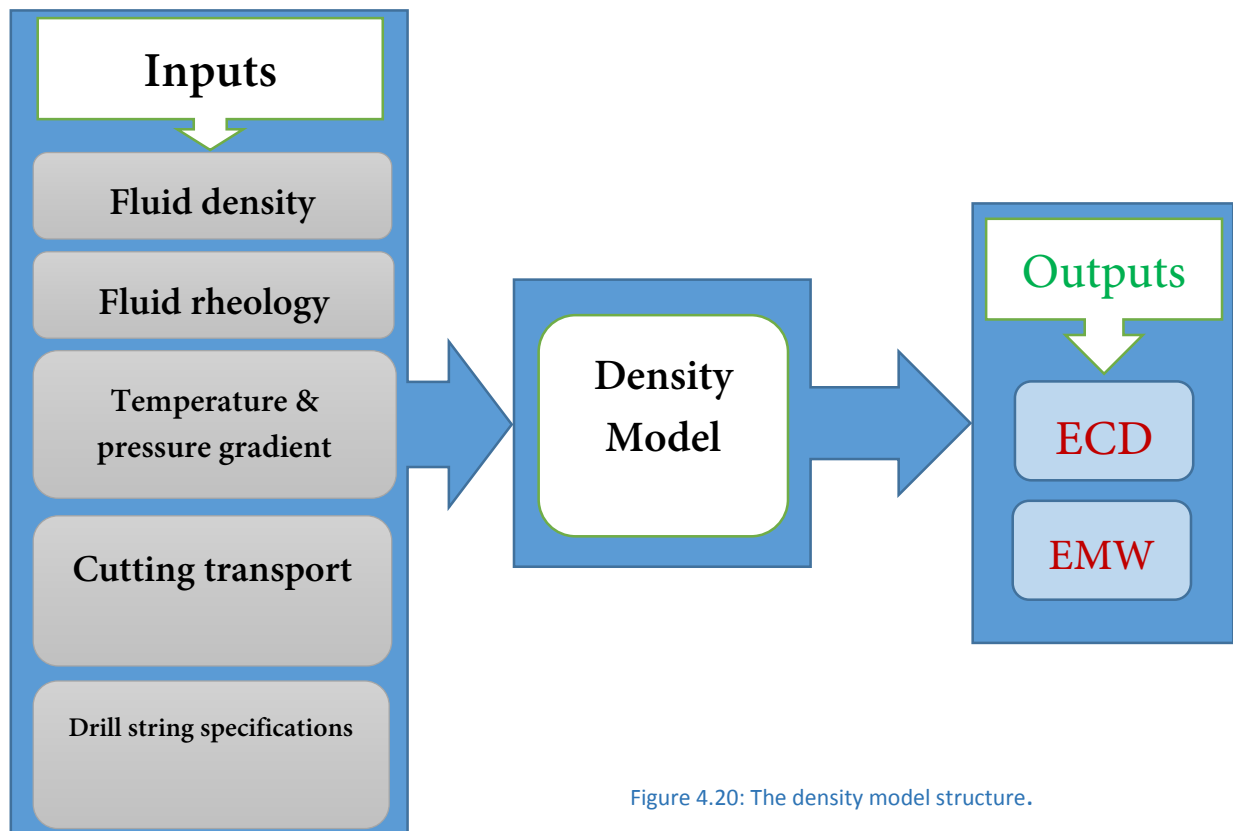 Inputs
Fluid density
Fluid rheology
Temperature &
pressure gradient
Cutting transport
Drill string specifications
Density
Model
Outputs
ECD
EMW
Figure 4.20: The density model structure.